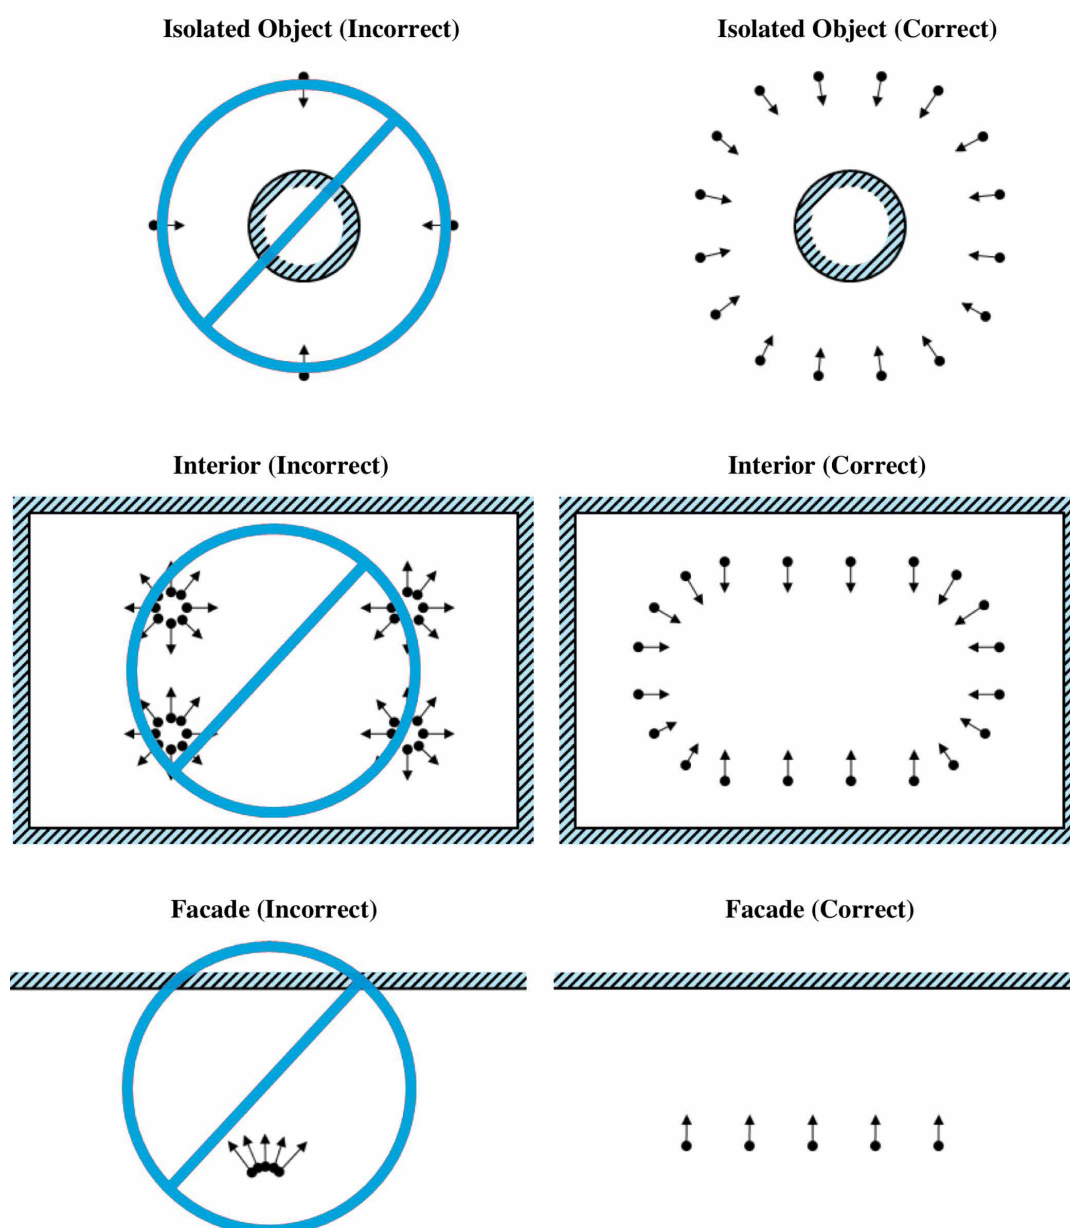 Isolated Object (Incorrect)
Isolated Object (Correct)
Interior (Incorrect)
Interior (Correct)
Facade (Incorrect)
Facade (Correct)